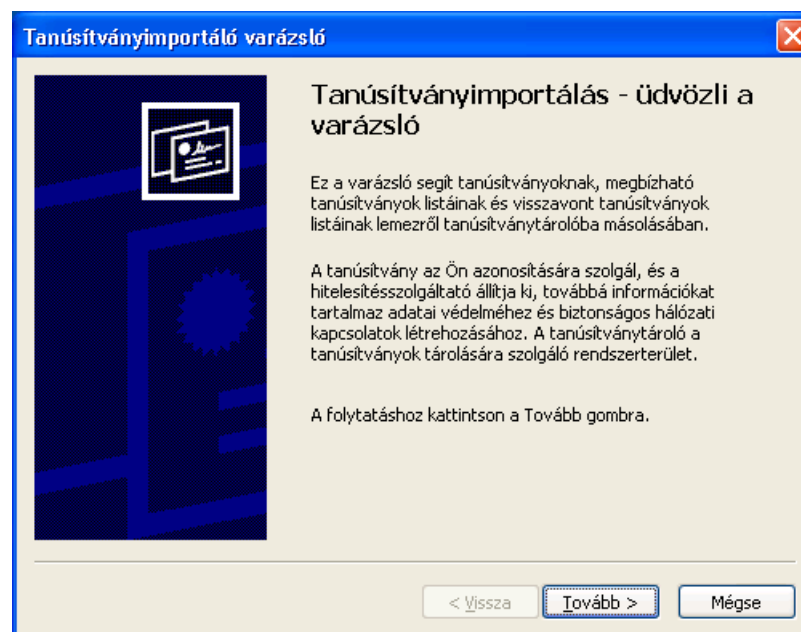 Tanúsítványimportáló varázsló
Tanúsítványimportálás - üdvözli a
varázsló
Ez a varázsló segít tanúsítványoknak, megbízható
tanúsítványok listáinak és visszavont tanúsítványok
listáinak lemezről tanúsítványtárolóba másolásában.
A tanúsítvány az Ön azonosítására szolgál, és a
hitelesítésszolgáltató állítja ki, továbbá információkat
tartalmaz adatai védelméhez és biztonságos hálózati
kapcsolatok létrehozásához. A tanúsítványtároló a
tanúsítványok tárolására szolgáló rendszerterület.
A folytatáshoz kattintson a Tovább gombra.
< Vissza Tovább > Mégse